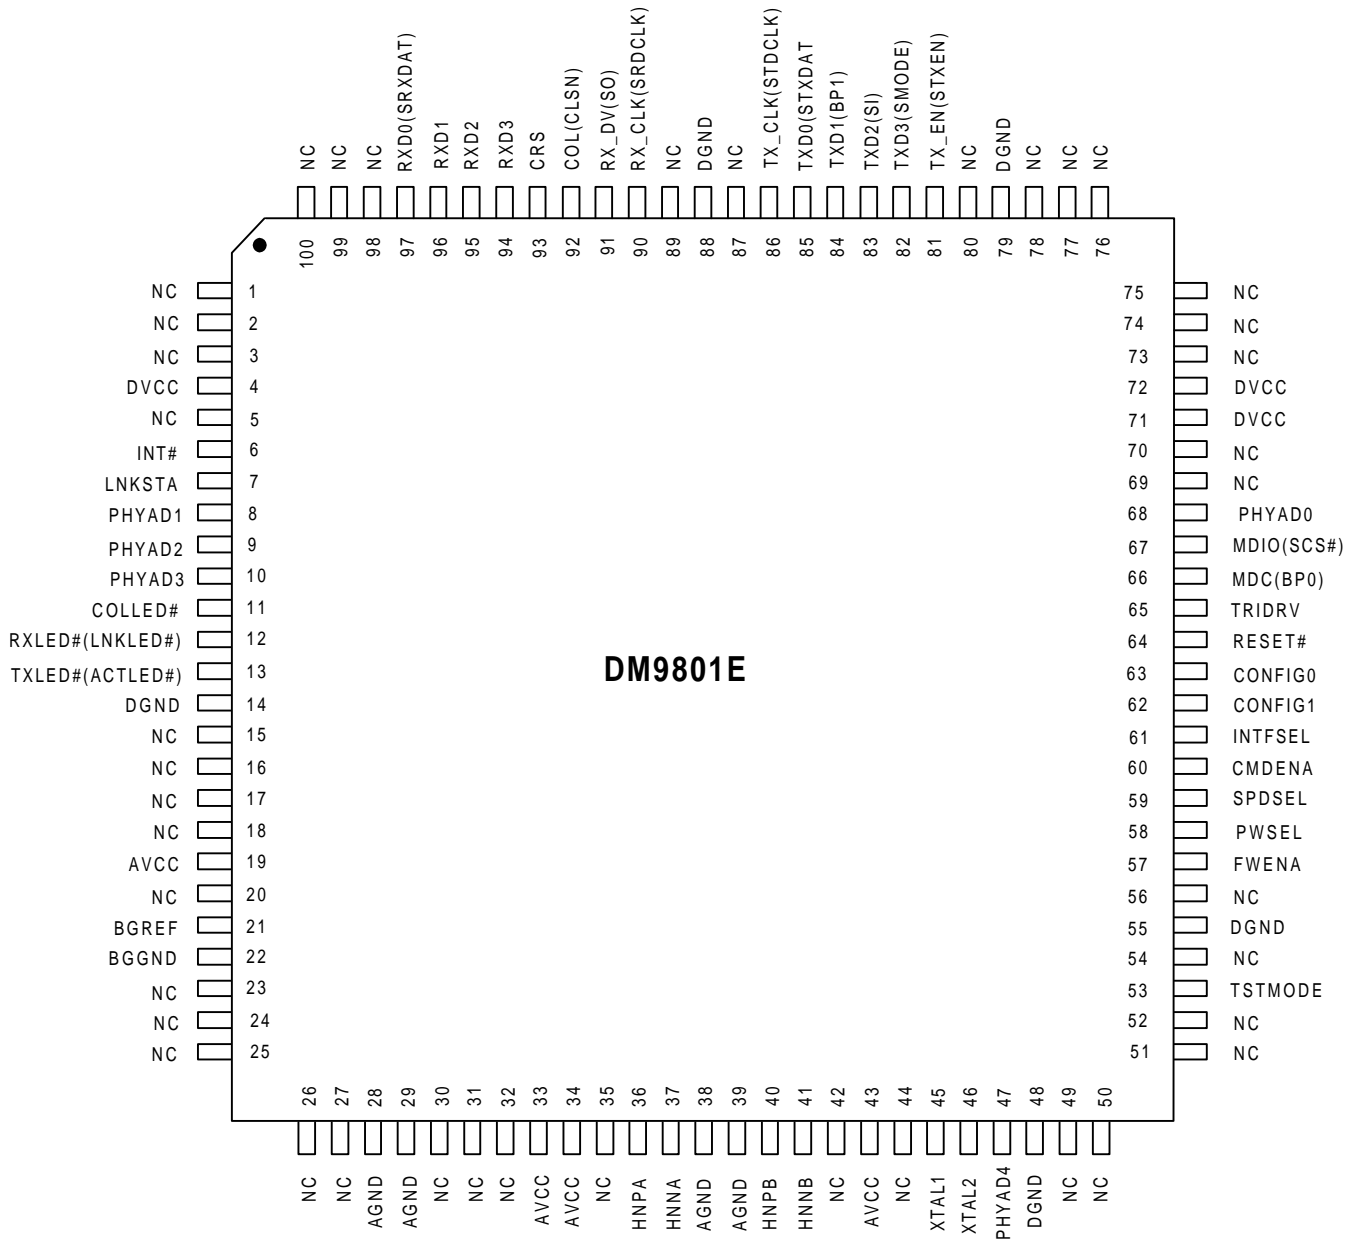 NC
NC
NC
RXD0(SRXDAT)
RXD1
RXD2
RXD3
CRS
COL(CLSN)
RX_DV(SO)
RX_CLK(SRDCLK)
NC
DGND
NC
TX_CLK(STDCLK)
TXD0(STXDAT
TXD1(BP1)
TXD2(SI)
TXD3(SMODE)
TX_EN(STXEN)
NC
DGND
NC
NC
NC
100
99
98
97
96
95
94
93
92
91
90
89
88
87
86
85
84
83
82
81
80
79
78
77
76
NC 1
NC 2
NC 3
DVCC 4
NC 5
INT# 6
LNKSTA 7
PHYAD1 8
PHYAD2 9
PHYAD3 10
COLLED# 11
RXLED#(LNKLED#) 12
TXLED#(ACTLED#) 13
DGND 14
NC 15
NC 16
NC 17
NC 18
AVCC 19
NC 20
BGREF 21
BGGND 22
NC 23
NC 24
NC 25
DM9801E
75 NC
74 NC
73 NC
72 DVCC
71 DVCC
70 NC
69 NC
68 PHYAD0
67 MDIO(SCS#)
66 MDC(BP0)
65 TRIDRV
64 RESET#
63 CONFIG0
62 CONFIG1
61 INTFSEL
60 CMDENA
59 SPDSEL
58 PWSEL
57 FWENA
56 NC
55 DGND
54 NC
53 TSTMODE
52 NC
51 NC
26
27
28
29
30
31
32
33
34
35
36
37
38
39
40
41
42
43
44
45
46
47
48
49
50
NC
NC
AGND
AGND
NC
NC
NC
AVCC
AVCC
NC
HNPA
HNNA
AGND
AGND
HNPB
HNNB
NC
AVCC
NC
XTAL1
XTAL2
PHYAD4
DGND
NC
NC